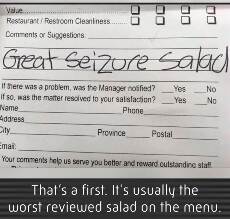 Value
Restaurant / Restroom Cleanliness
Comments or Suggestions:
Great Seizure Salad
If there was a problem, was the Manager notified? Yes No
If so, was the matter resolved to your satisfaction? Yes No
Name Phone
Address
City Province Postal
Email:
Your comments help us serve you better and reward outstanding staff.
That's a first. It's usually the
worst reviewed salad on the menu.